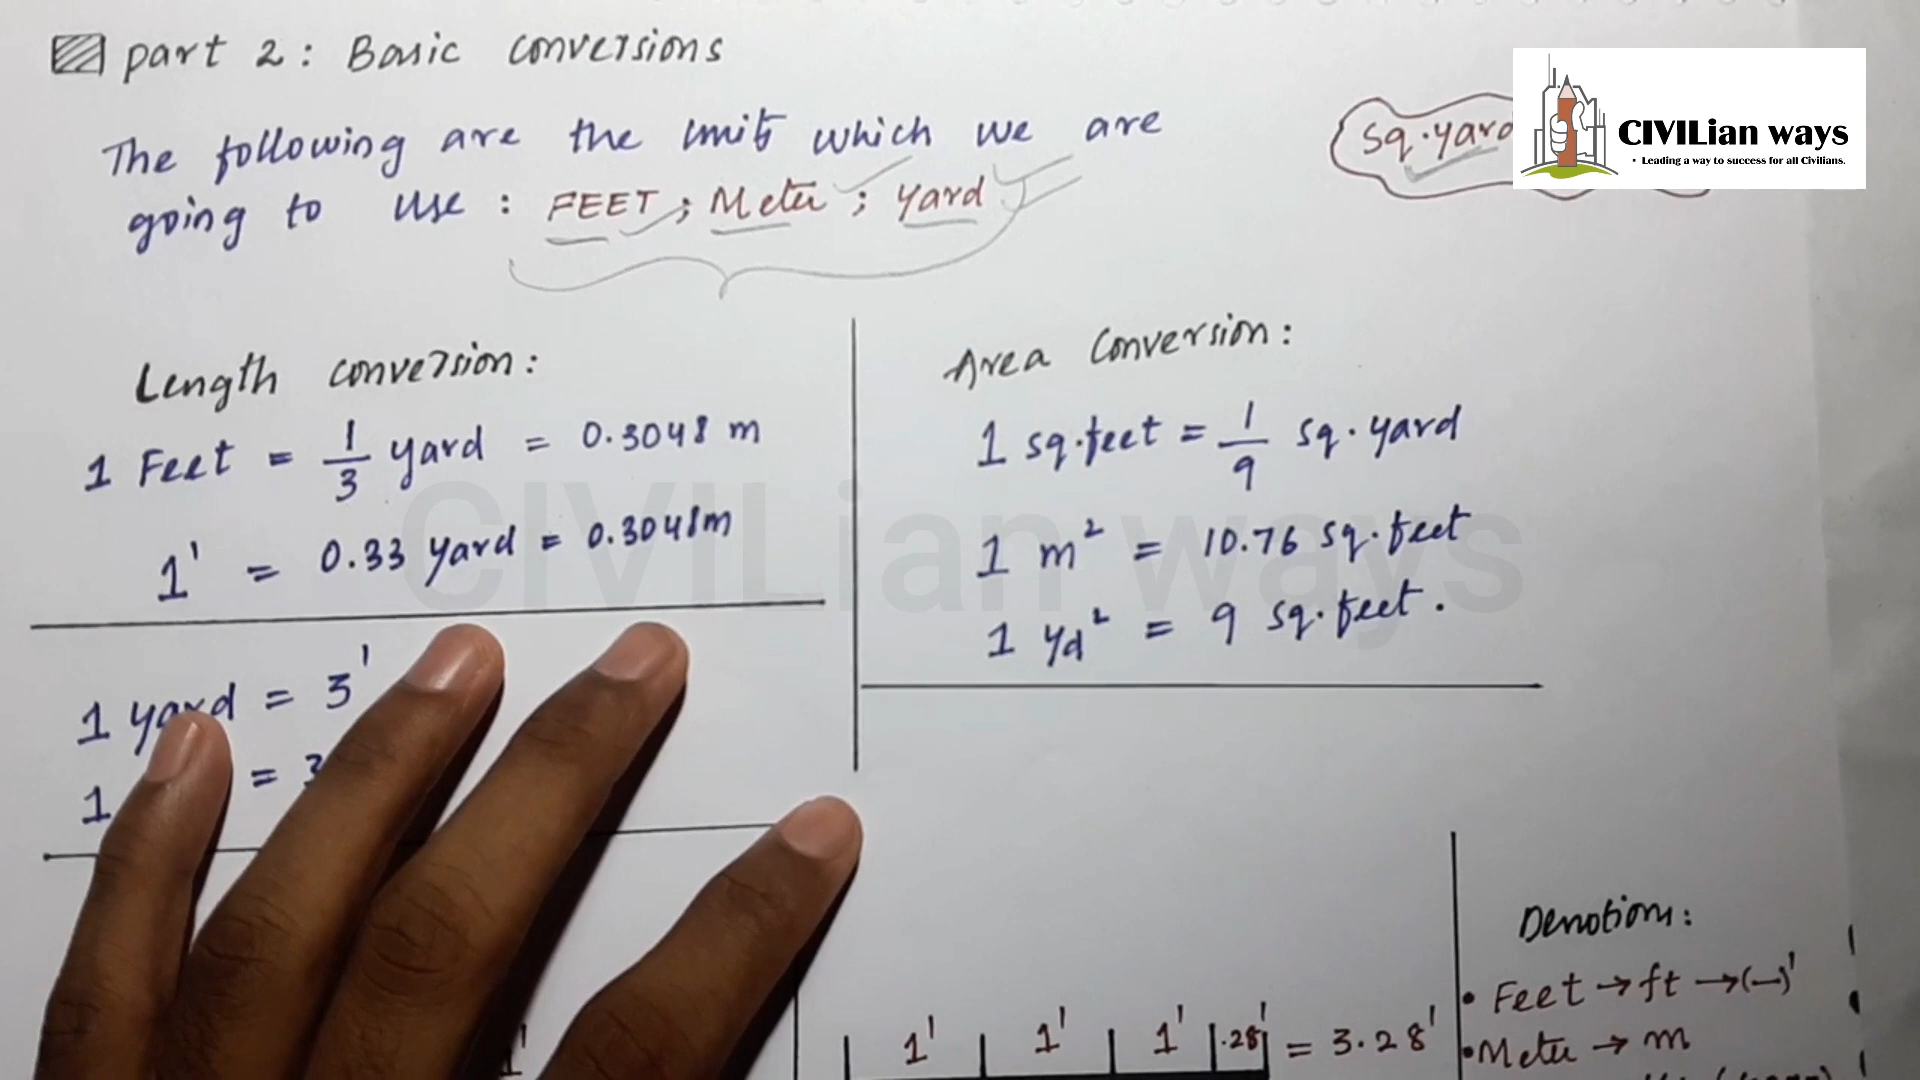 part 2: Basic conversions
The following are the units which we are
going to use : FEET ; Meter ; yard
sq.yard
CIVILian ways
• Leading a way to success for all Civilians.
Length conversion:
1 Feet = 1/3 yard = 0.3048 m
1' = 0.33 yard = 0.3048m
1 yard = 3'
1 = 3
Area conversion:
1 sq.feet = 1/9 sq.yard
1 m² = 10.76 sq.feet
1 yd² = 9 sq.feet.
CIVILian ways
1' 1' 1' .28' = 3.28'
1'
Denotions:
• Feet → ft → (—)'
• Meter → m